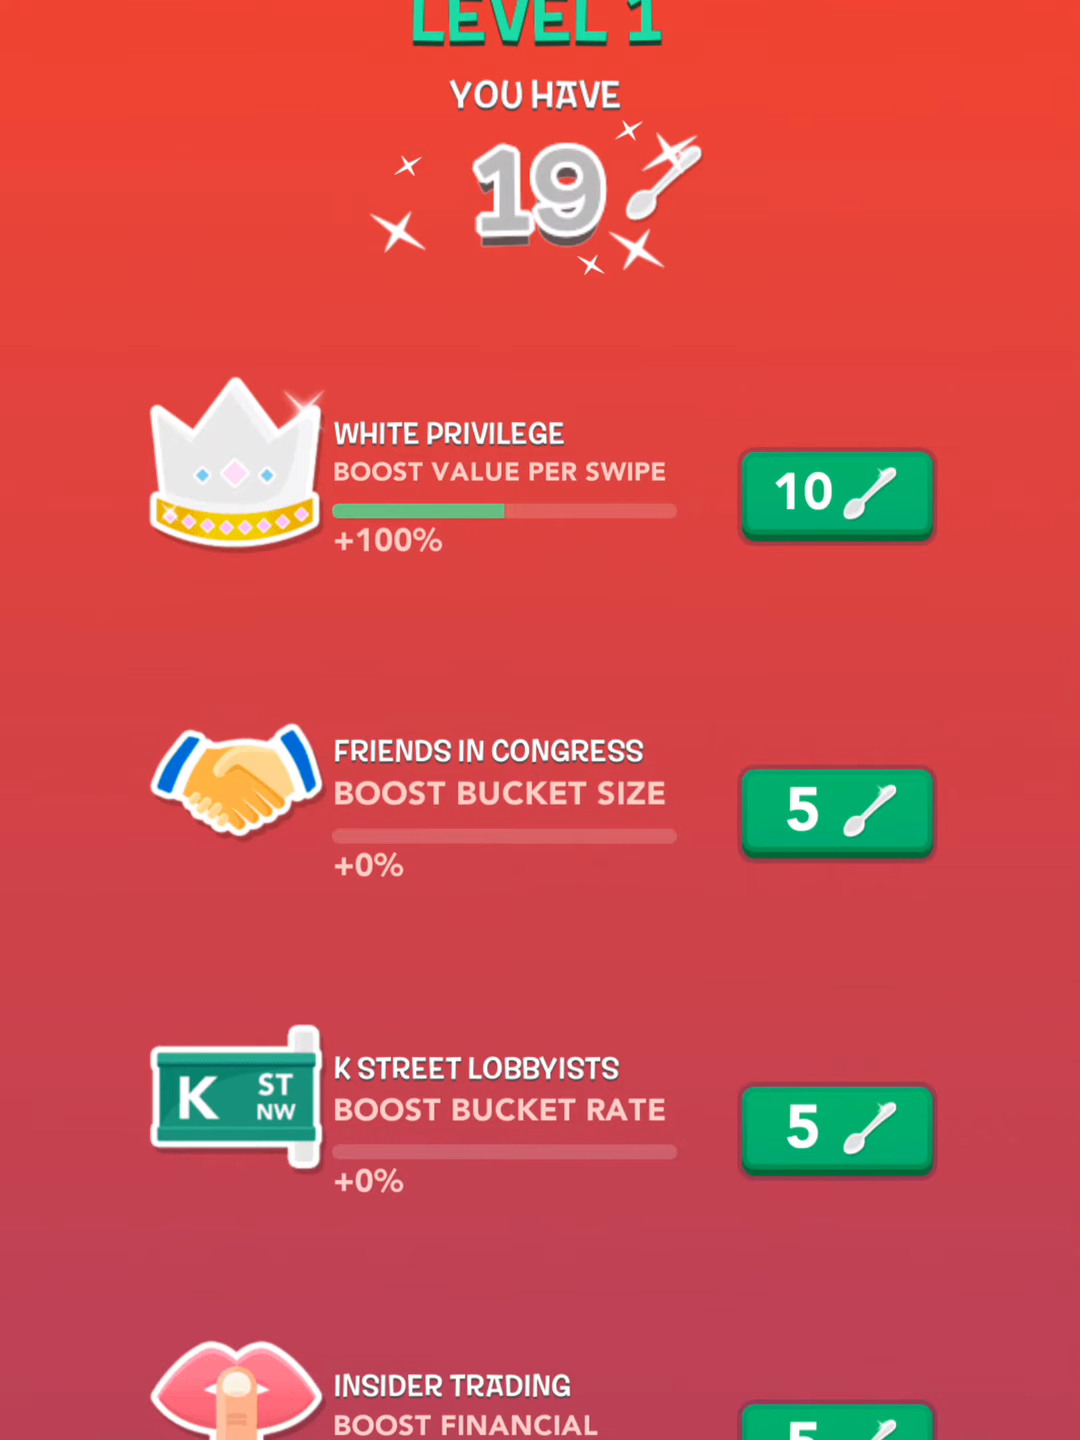 LEVEL 1
YOU HAVE
19
WHITE PRIVILEGE
BOOST VALUE PER SWIPE
+100%
10
FRIENDS IN CONGRESS
BOOST BUCKET SIZE
+0%
5
K ST NW
K STREET LOBBYISTS
BOOST BUCKET RATE
+0%
5
INSIDER TRADING
BOOST FINANCIAL
5